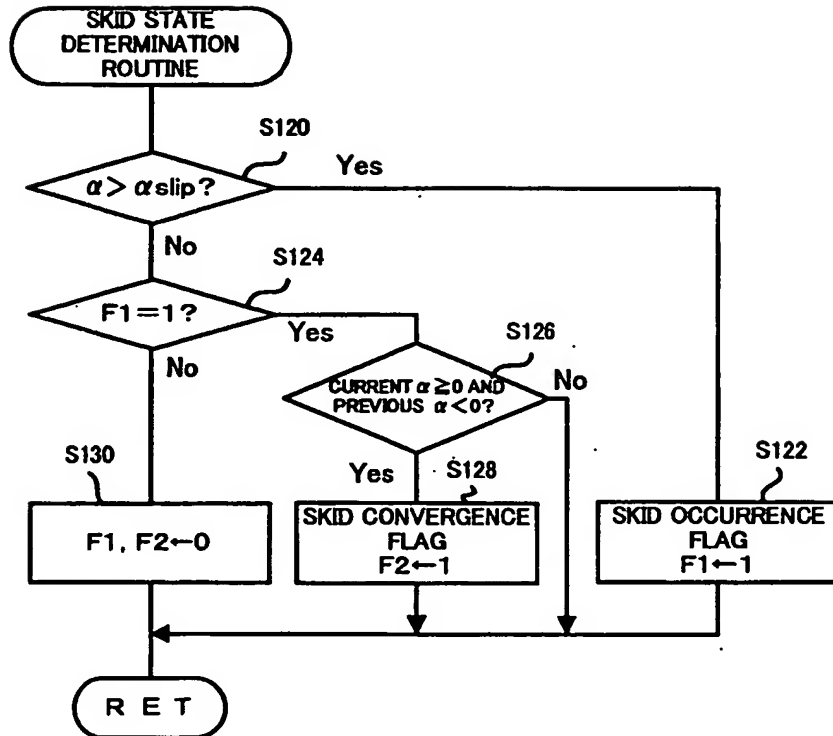 SKID STATE
DETERMINATION
ROUTINE
S120
α > αslip?
Yes
No
S124
F1=1?
Yes
No
S126
CURRENT α≧0 AND
PREVIOUS α<0?
No
Yes
S130
F1, F2←0
S128
SKID CONVERGENCE
FLAG
F2←1
S122
SKID OCCURRENCE
FLAG
F1←1
RET